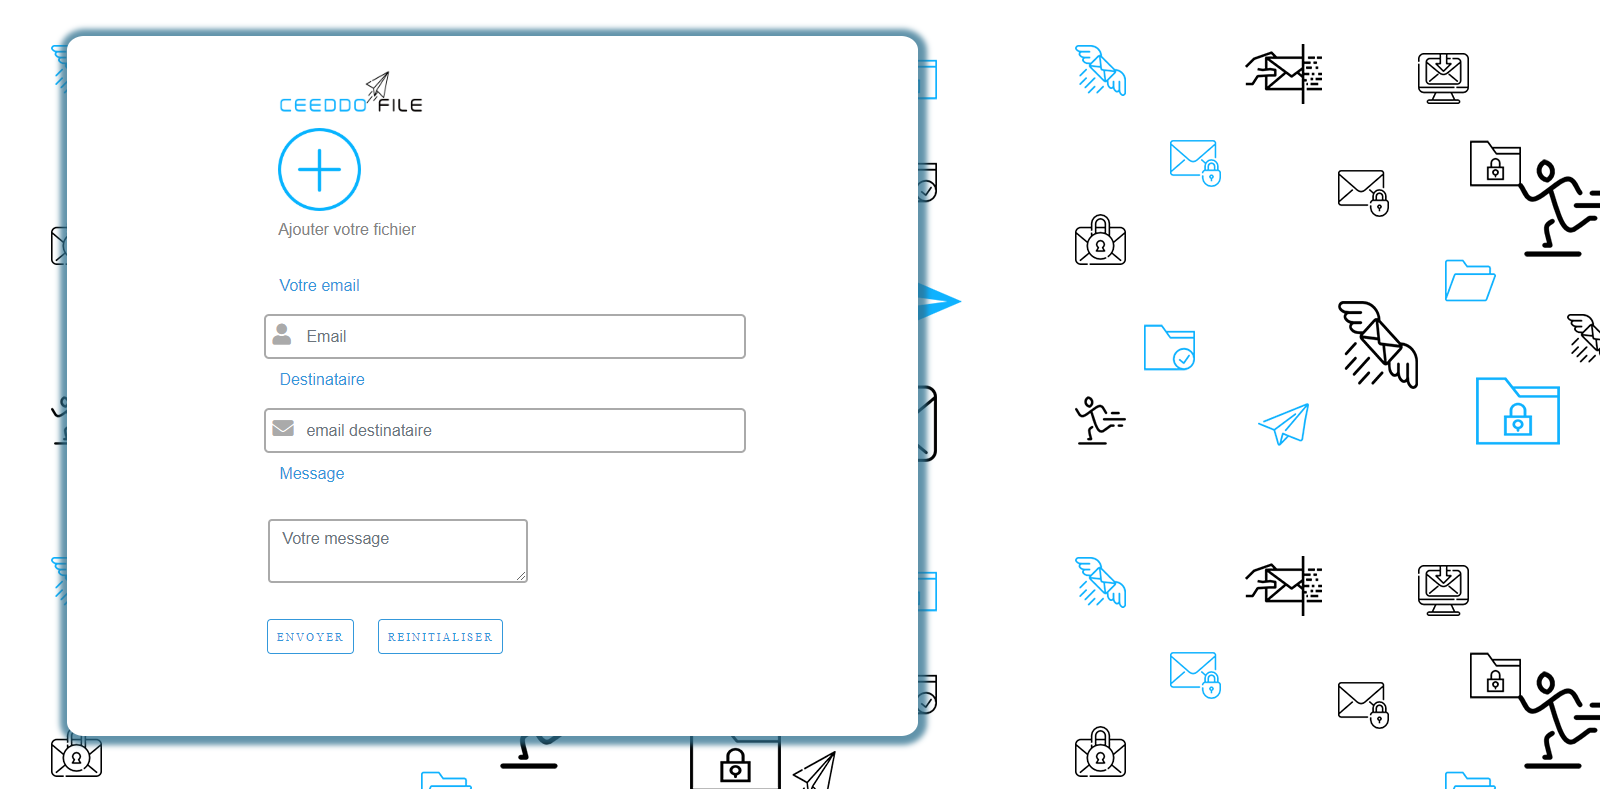 CEEDDO FILE
Ajouter votre fichier
Votre email
Email
Destinataire
email destinataire
Message
Votre message
ENVOYER
REINITIALISER